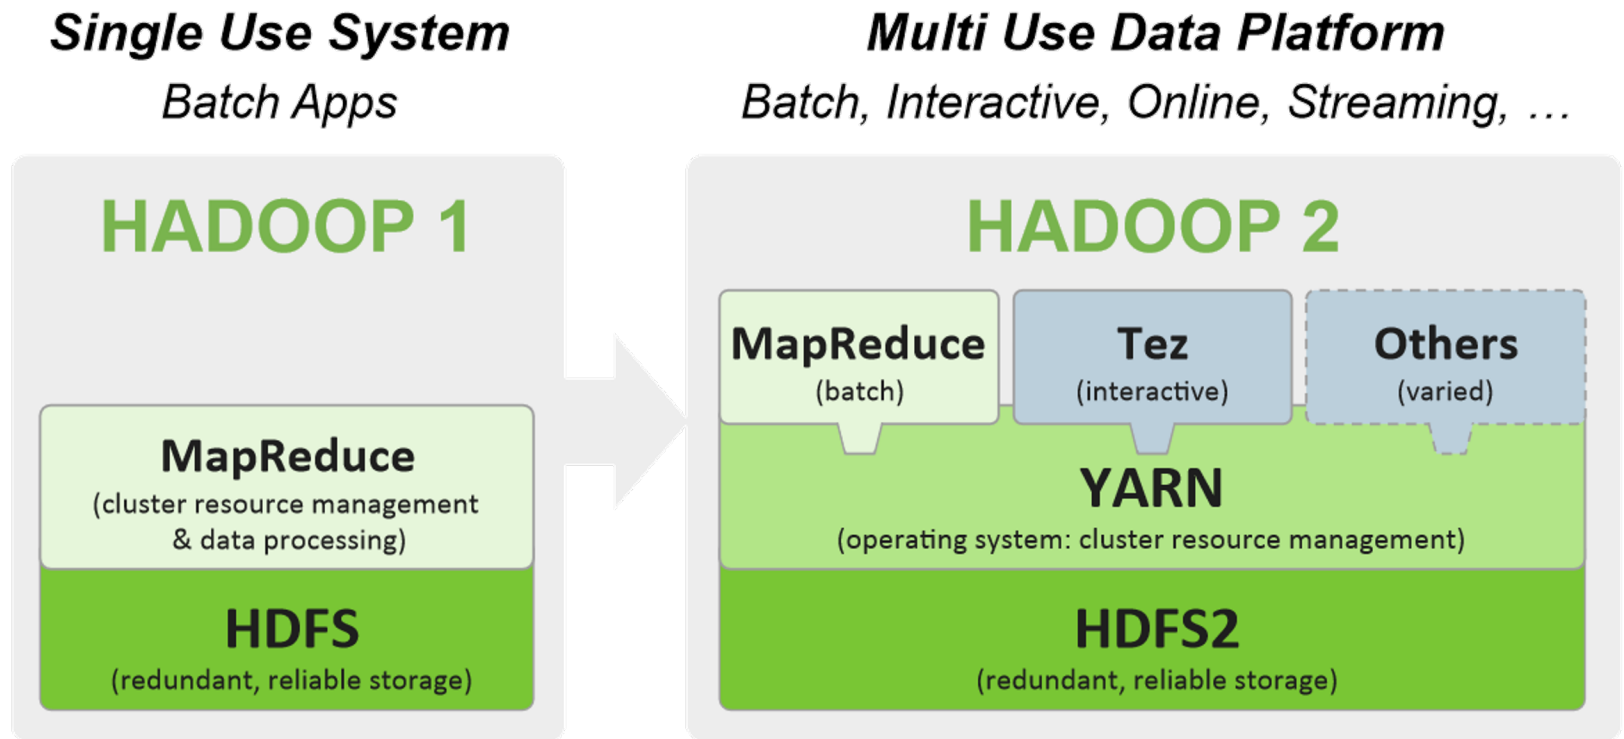 Single Use System
Batch Apps
HADOOP 1
MapReduce
(cluster resource management
& data processing)
HDFS
(redundant, reliable storage)
Multi Use Data Platform
Batch, Interactive, Online, Streaming, …
HADOOP 2
MapReduce
(batch)
Tez
(interactive)
Others
(varied)
YARN
(operating system: cluster resource management)
HDFS2
(redundant, reliable storage)